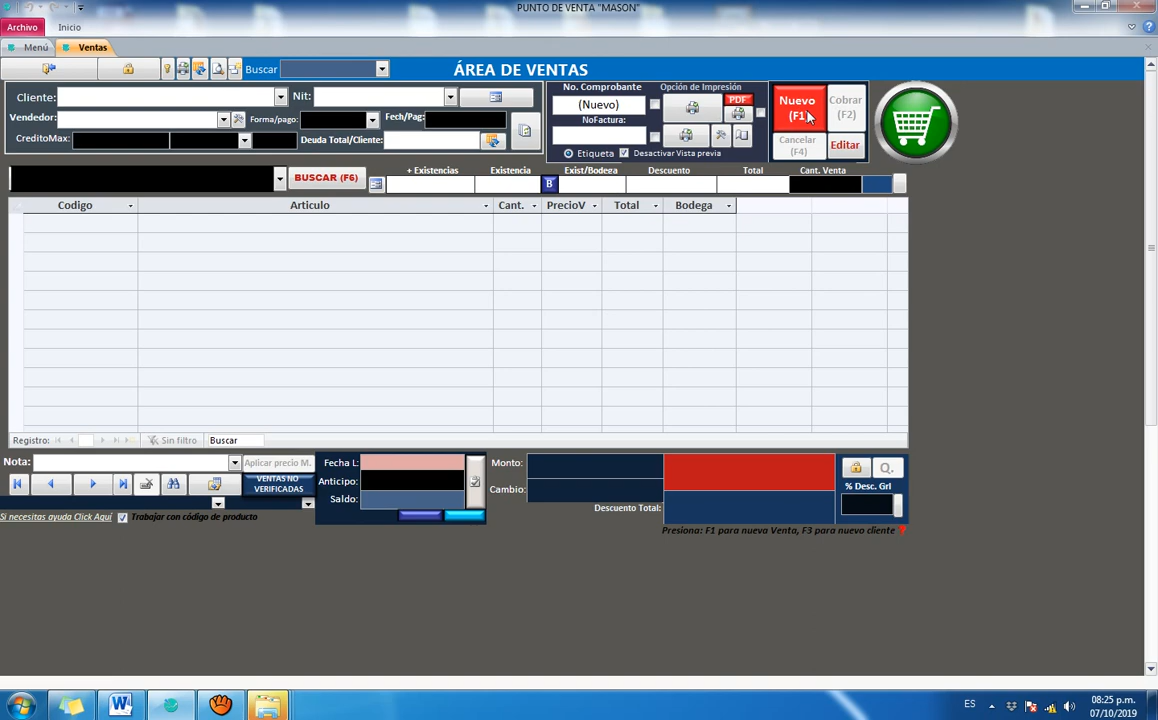 PUNTO DE VENTA "MASON"
Archivo Inicio
Menú Ventas
Buscar ÁREA DE VENTAS
Cliente: Nit:
Vendedor: Forma/pago: Fech/Pag:
CreditoMax: Deuda Total/Cliente:
No. Comprobante Opción de Impresión
(Nuevo) PDF
NoFactura:
Etiqueta Desactivar Vista previa
Nuevo (F1)
Cobrar (F2)
Cancelar (F4)
Editar
BUSCAR (F6)
+ Existencias Existencia B Exist/Bodega Descuento Total Cant. Venta
Codigo Articulo Cant. PrecioV Total Bodega
Registro: Sin filtro Buscar
Nota: Aplicar precio M.
VENTAS NO VERIFICADAS
Si necesitas ayuda Click Aquí Trabajar con código de producto
Fecha L:
Anticipo:
Saldo:
Monto:
Cambio:
Descuento Total:
Q.
% Desc. Grl
Presiona: F1 para nueva Venta, F3 para nuevo cliente ?
ES 08:25 p.m.
07/10/2019